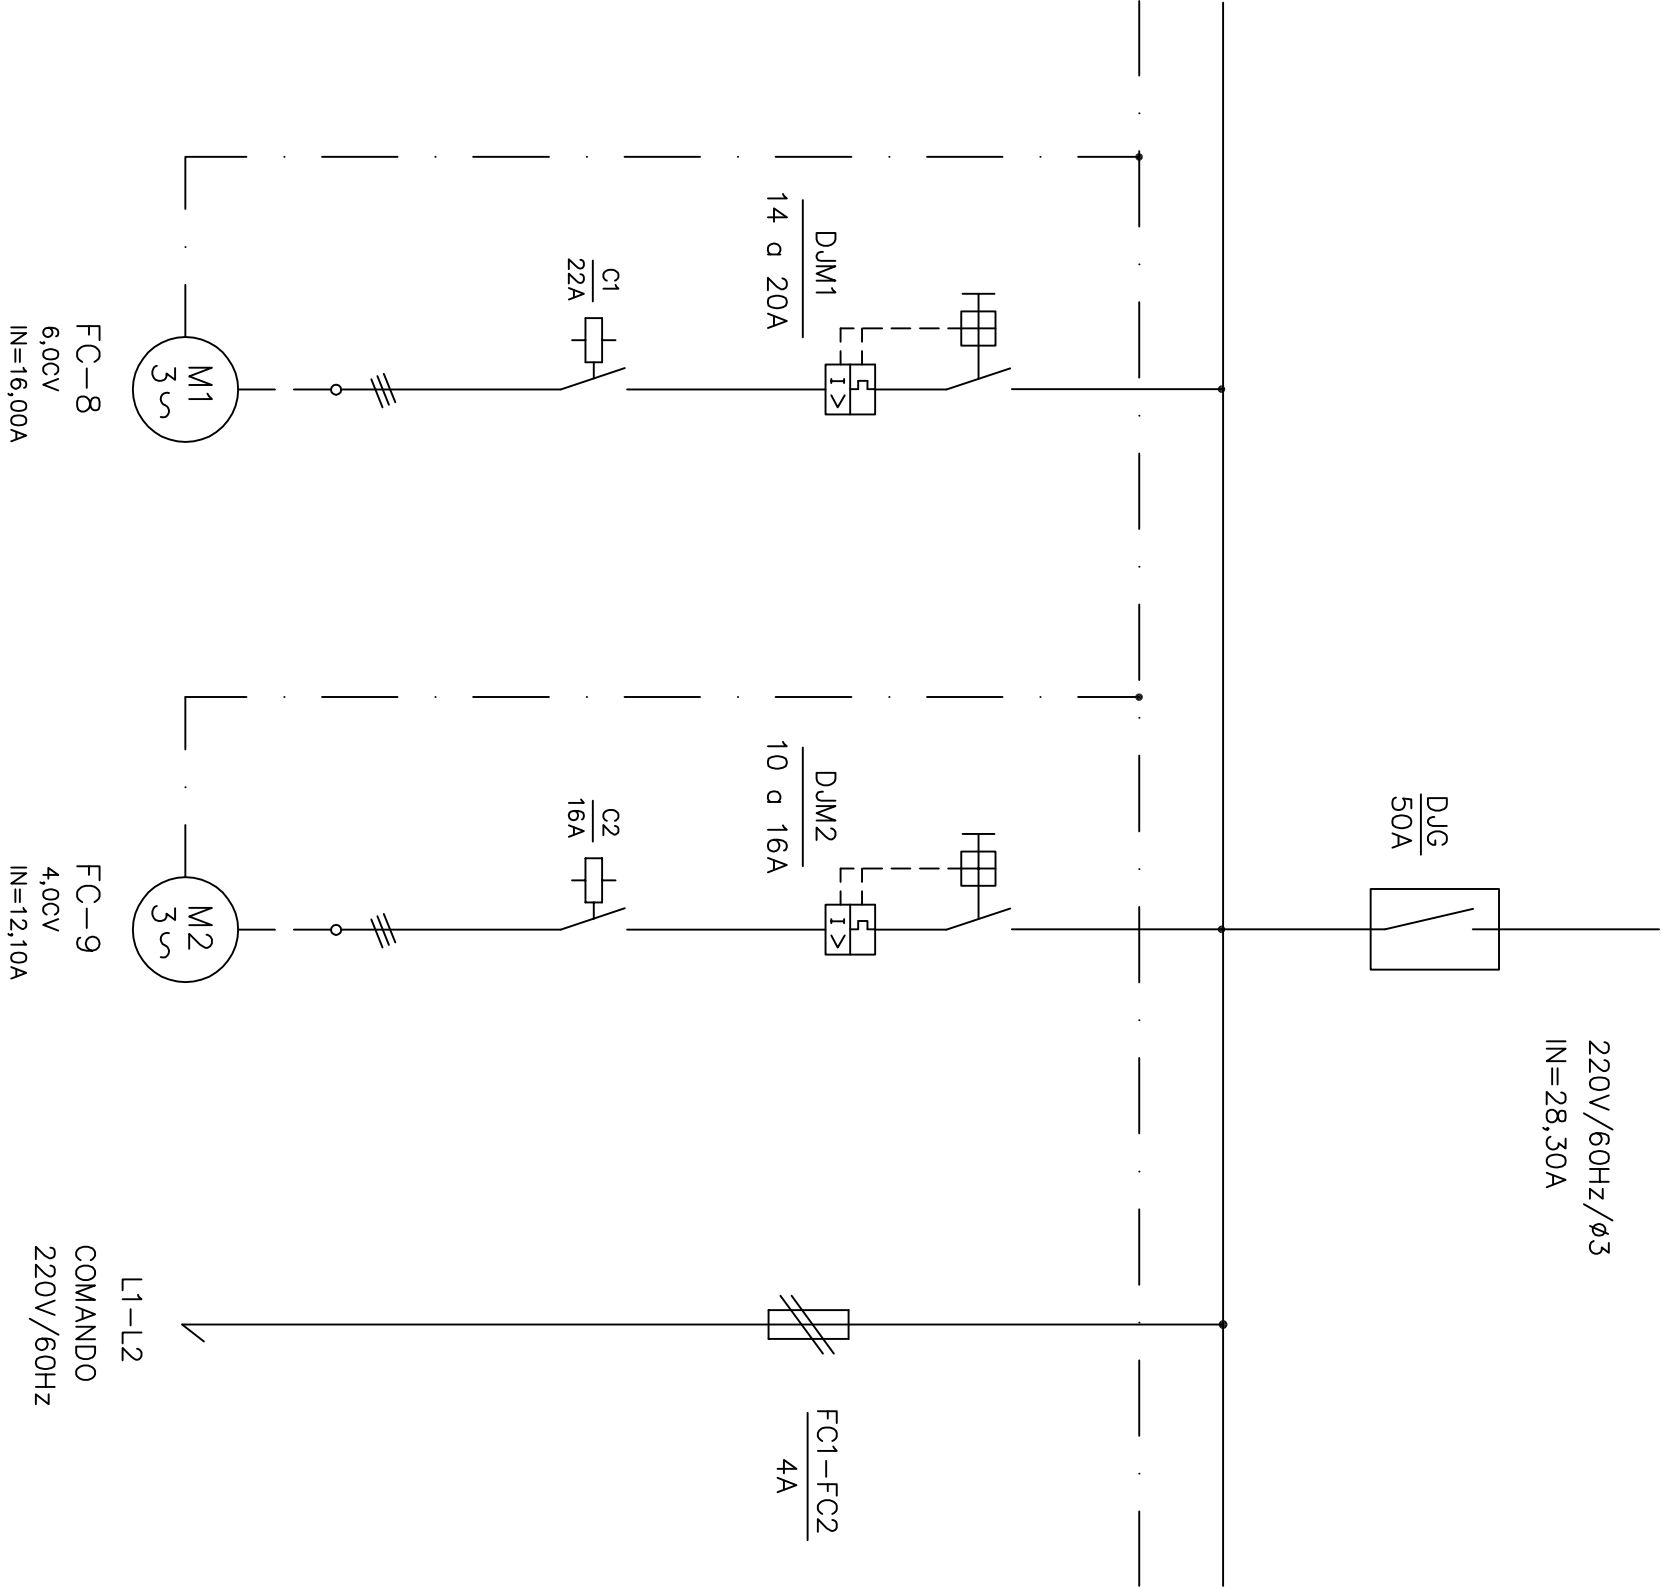 220V/60Hz/ø3
IN=28,30A
DJG
50A
DJM1
14 a 20A
DJM2
10 a 16A
FC1-FC2
4A
I >
I >
C1
22A
C2
16A
M1
3 ~
M2
3 ~
FC-8
6,0CV
IN=16,00A
FC-9
4,0CV
IN=12,10A
L1-L2
COMANDO
220V/60Hz